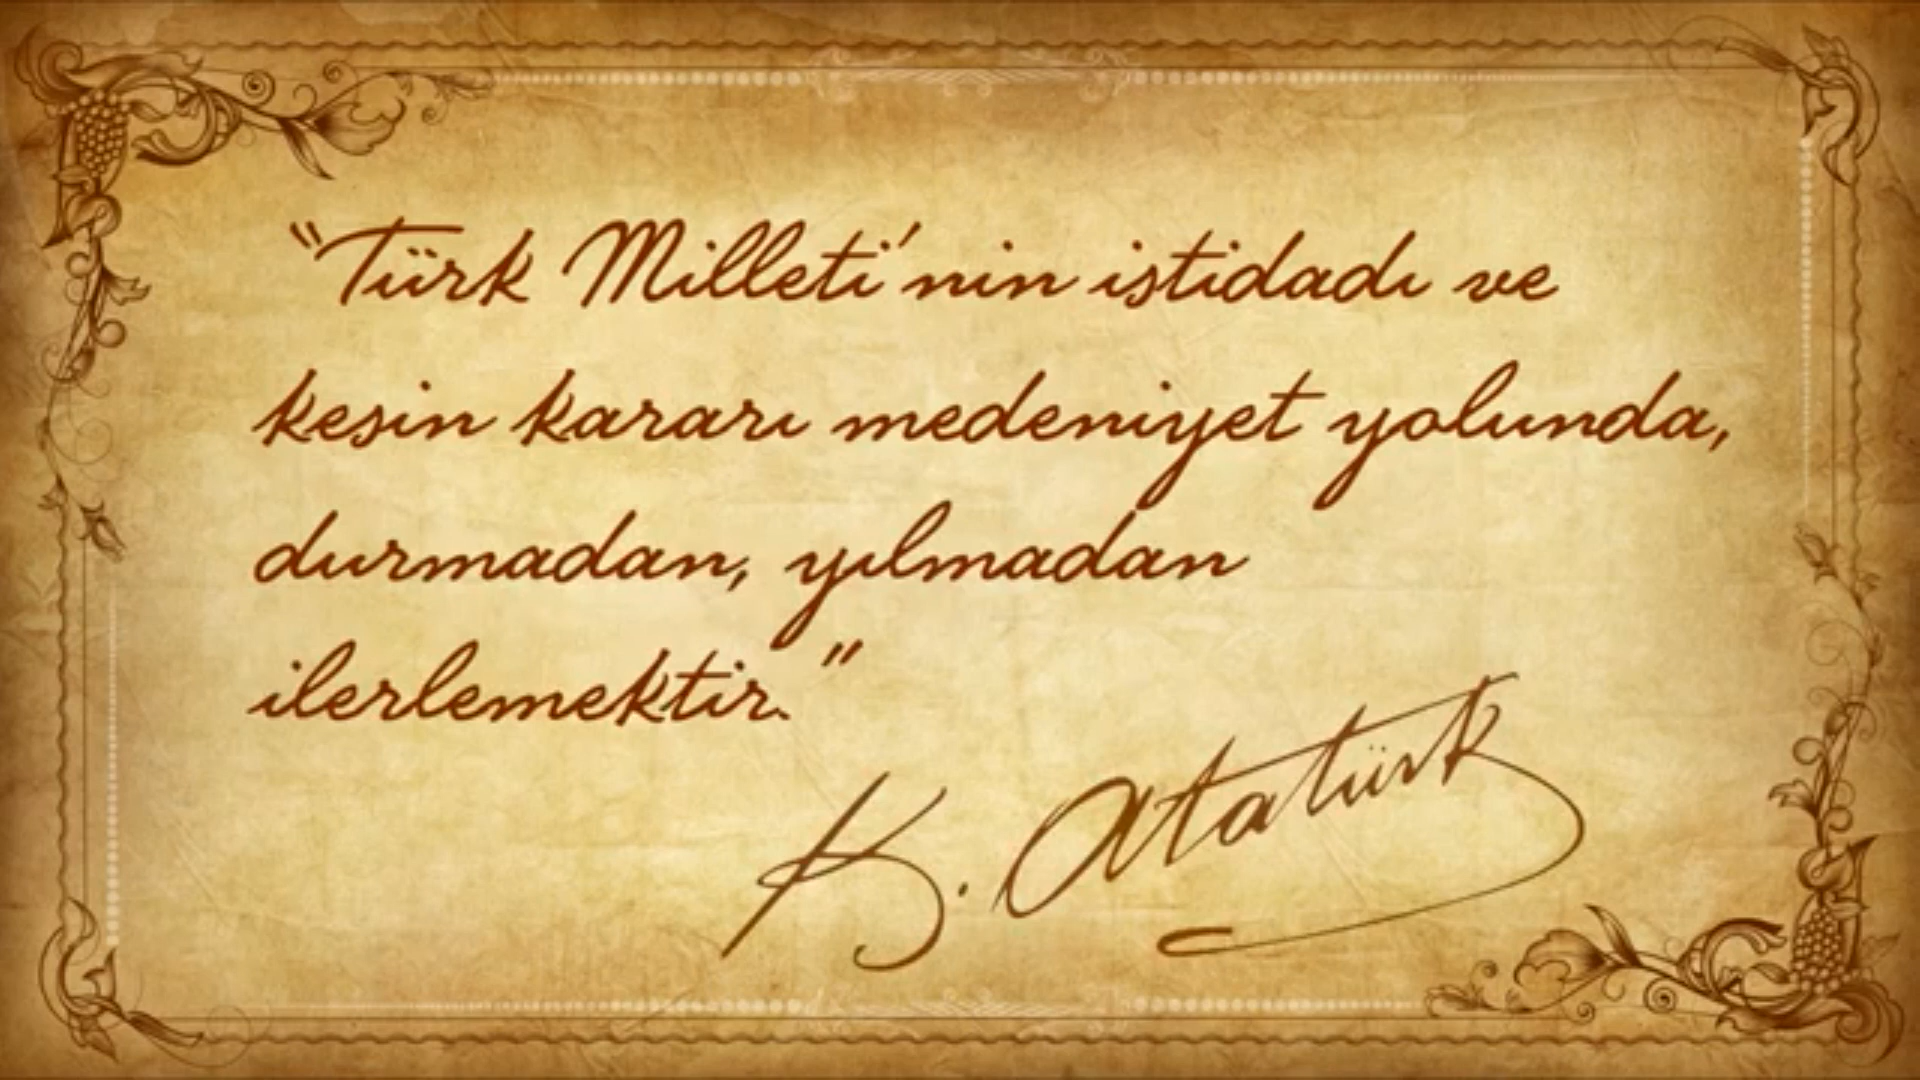 “Türk Milleti'nin istidadı ve
kesin kararı medeniyet yolunda,
durmadan, yılmadan
ilerlemektir.”
K. Atatürk